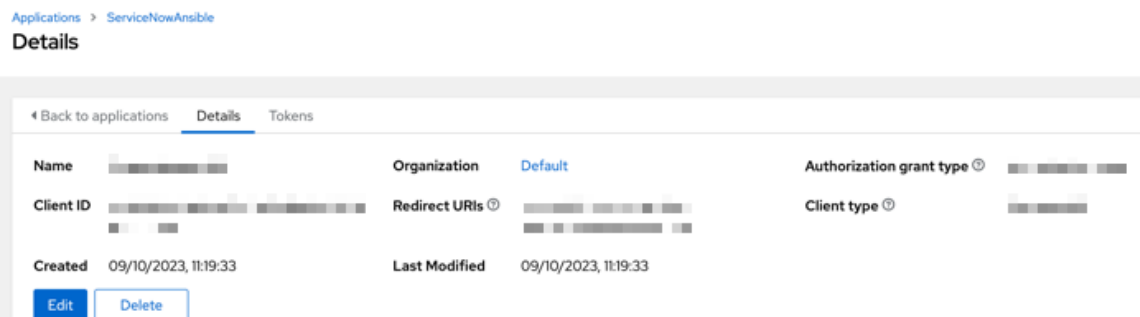 Applications > ServiceNowAnsible
Details
Back to applications Details Tokens
Name Organization Default Authorization grant type
Client ID Redirect URIs Client type
Created 09/10/2023, 11:19:33 Last Modified 09/10/2023, 11:19:33
Edit Delete